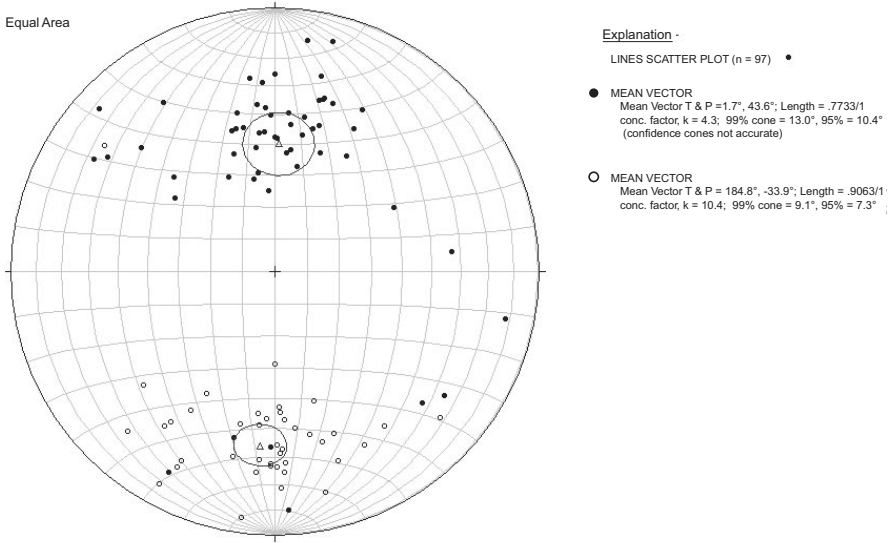 Equal Area
Explanation -
LINES SCATTER PLOT (n = 97)
MEAN VECTOR
Mean Vector T & P =1.7°, 43.6°; Length = .7733/1
conc. factor, k = 4.3; 99% cone = 13.0°, 95% = 10.4°
(confidence cones not accurate)
MEAN VECTOR
Mean Vector T & P = 184.8°, -33.9°; Length = .9063/1
conc. factor, k = 10.4; 99% cone = 9.1°, 95% = 7.3°